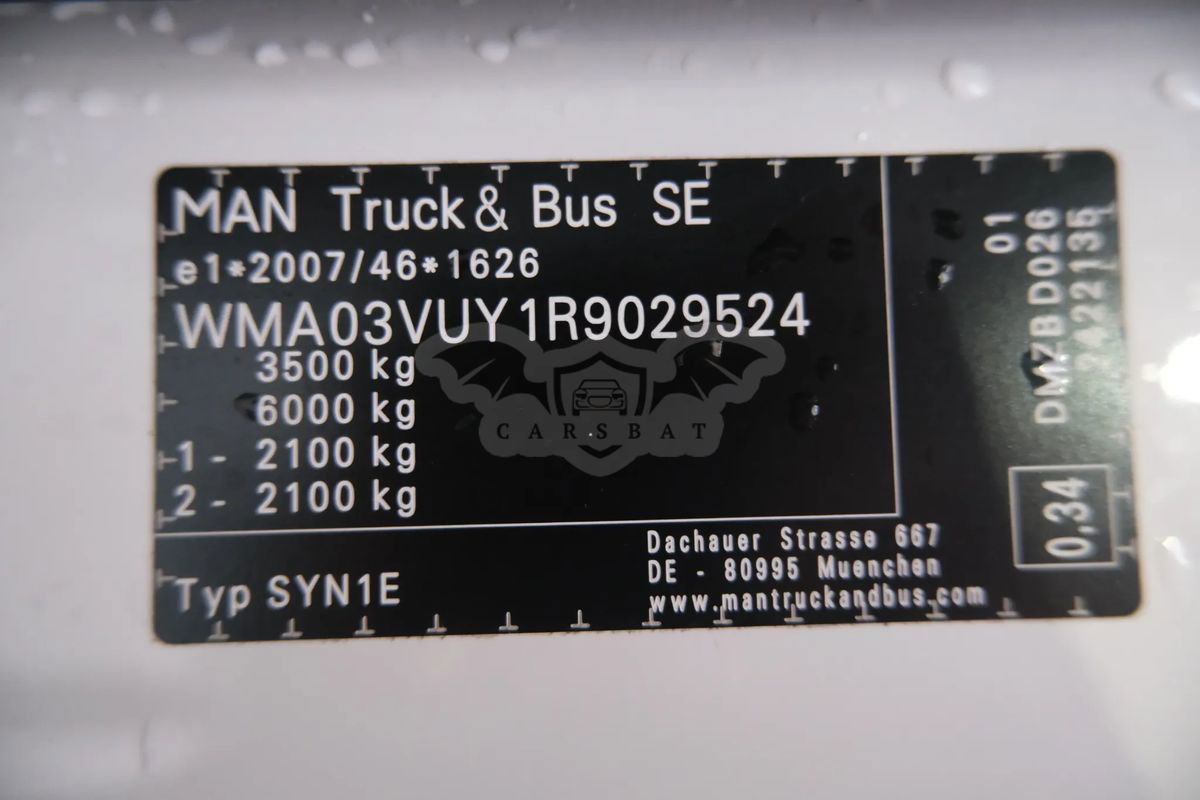 MAN Truck & Bus SE
e1*2007/46*1626
WMA03VUY1R9029524
3500 kg
6000 kg
1 - 2100 kg
2 - 2100 kg
CARSBAT
Typ SYN1E
Dachauer Strasse 667
DE - 80995 Muenchen
www.mantruckandbus.com
01
DMZBD026
2422135
0,34